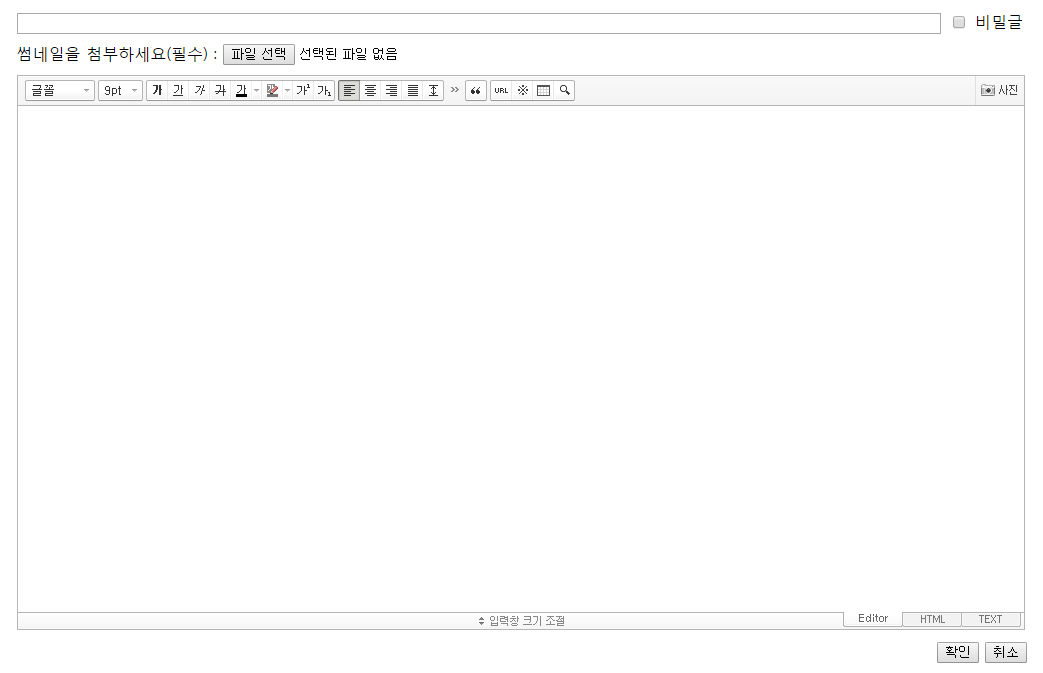 비밀글
썸네일을 첨부하세요(필수) : 파일 선택 선택된 파일 없음
글꼴 9pt 가 가 가 가 가 가¹ 가₁ URL ※ 사진
입력창 크기 조절 Editor HTML TEXT
확인 취소